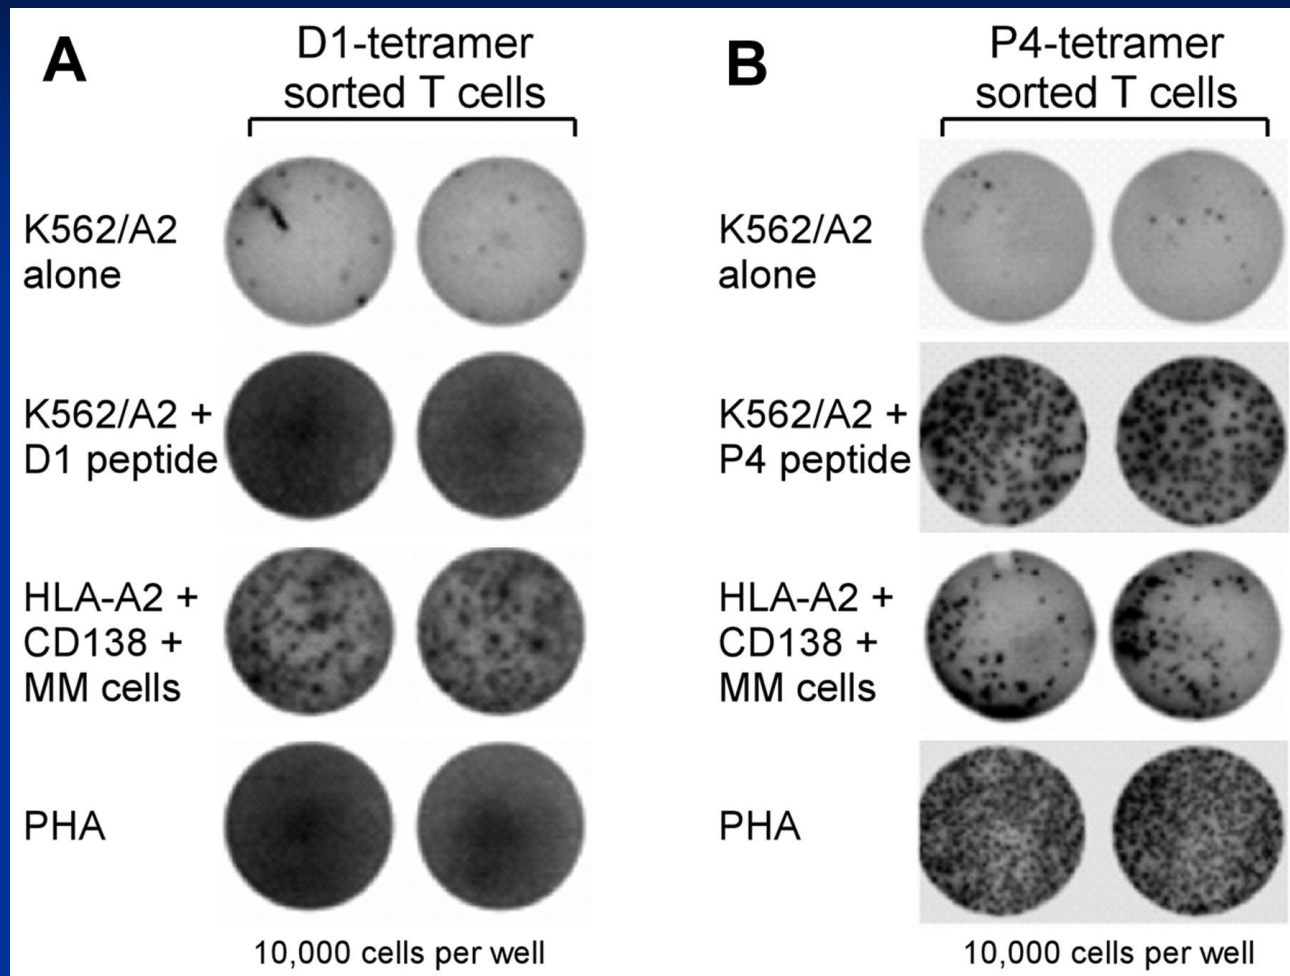 A
D1-tetramer
sorted T cells
K562/A2
alone
K562/A2 +
D1 peptide
HLA-A2 +
CD138 +
MM cells
PHA
10,000 cells per well
B
P4-tetramer
sorted T cells
K562/A2
alone
K562/A2 +
P4 peptide
HLA-A2 +
CD138 +
MM cells
PHA
10,000 cells per well